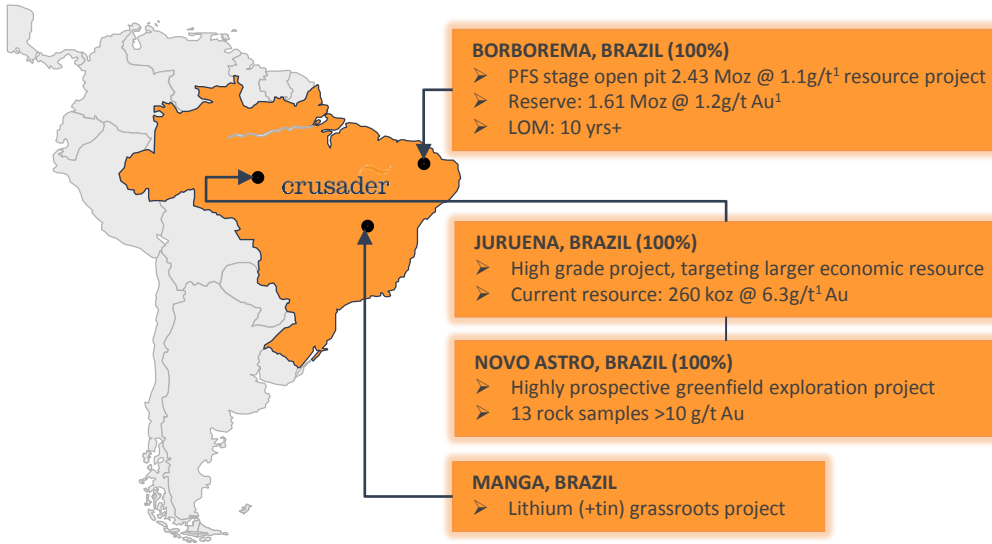 BORBOREMA, BRAZIL (100%)
➢ PFS stage open pit 2.43 Moz @ 1.1g/t¹ resource project
➢ Reserve: 1.61 Moz @ 1.2g/t Au¹
➢ LOM: 10 yrs+
crusader
JURUENA, BRAZIL (100%)
➢ High grade project, targeting larger economic resource
➢ Current resource: 260 koz @ 6.3g/t¹ Au
NOVO ASTRO, BRAZIL (100%)
➢ Highly prospective greenfield exploration project
➢ 13 rock samples >10 g/t Au
MANGA, BRAZIL
➢ Lithium (+tin) grassroots project